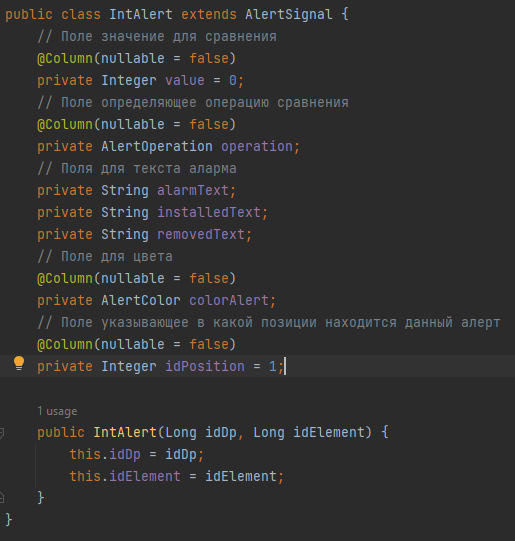 public class IntAlert extends AlertSignal {
// Поле значение для сравнения
@Column(nullable = false)
private Integer value = 0;
// Поле определяющее операцию сравнения
@Column(nullable = false)
private AlertOperation operation;
// Поля для текста аларма
private String alarmText;
private String installedText;
private String removedText;
// Поле для цвета
@Column(nullable = false)
private AlertColor colorAlert;
// Поле указывающее в какой позиции находится данный алерт
@Column(nullable = false)
private Integer idPosition = 1;
1 usage
public IntAlert(Long idDp, Long idElement) {
this.idDp = idDp;
this.idElement = idElement;
}
}